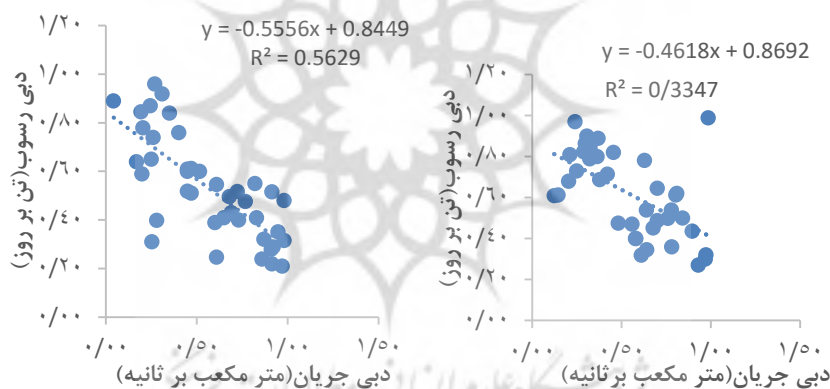 y = -0.5556x + 0.8449
R² = 0.5629
۱/۲۰
۱/۰۰
۰/۸۰
۰/۶۰
۰/۴۰
۰/۲۰
۰/۰۰
دبی رسوب(تن بر روز)
۰/۰۰
۰/۵۰
۱/۰۰
۱/۵۰
دبی جریان(متر مکعب بر ثانیه)
y = -0.4618x + 0.8692
R² = 0/3347
۱/۲۰
۱/۰۰
۰/۸۰
۰/۶۰
۰/۴۰
۰/۲۰
۰/۰۰
دبی رسوب(تن بر روز)
۰/۰۰
۰/۵۰
۱/۰۰
۱/۵۰
دبی جریان(متر مکعب برثانیه)